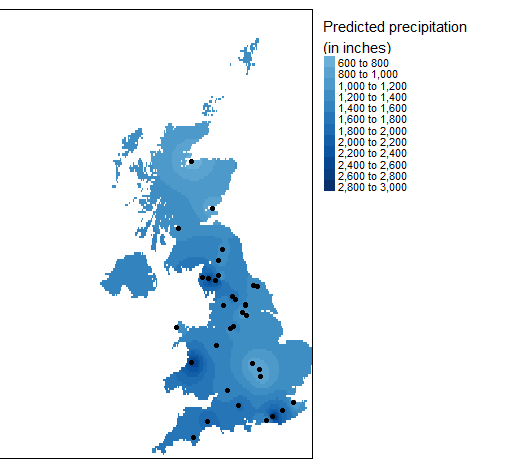 Predicted precipitation
(in inches)
600 to 800
800 to 1,000
1,000 to 1,200
1,200 to 1,400
1,400 to 1,600
1,600 to 1,800
1,800 to 2,000
2,000 to 2,200
2,200 to 2,400
2,400 to 2,600
2,600 to 2,800
2,800 to 3,000